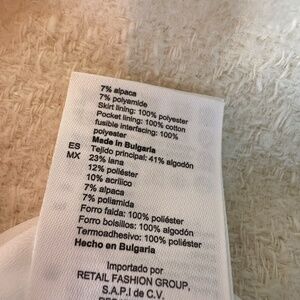 7% alpaca
7% polyamide
Skirt lining: 100% polyester
Pocket lining: 100% cotton
fusible interfacing: 100%
polyester
Made in Bulgaria
ES Tejido principal: 41% algodón
MX 23% lana
12% poliéster
10% acrílico
7% alpaca
7% poliamida
Forro falda: 100% poliéster
Forro bolsillos: 100% algodón
Termoadhesivo: 100% poliéster
Hecho en Bulgaria
Importado por
RETAIL FASHION GROUP,
S.A.P.I de C.V.